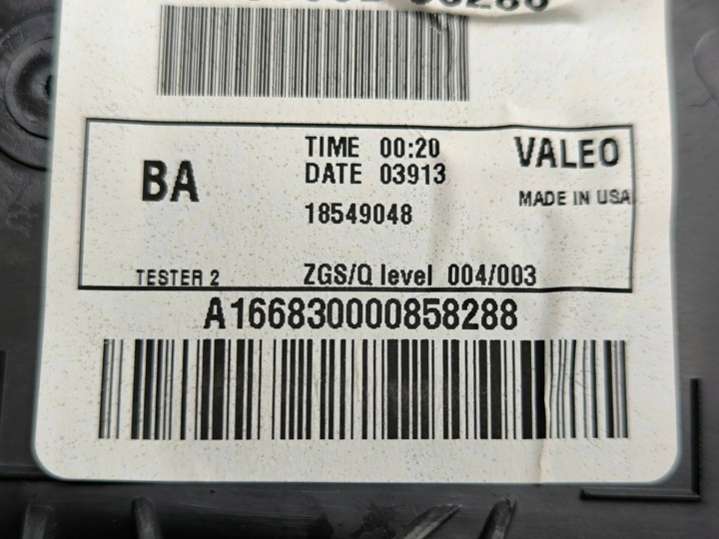 BA
TIME 00:20
DATE 03913
18549048
VALEO
MADE IN USA
TESTER 2
ZGS/Q level 004/003
A166830000858288